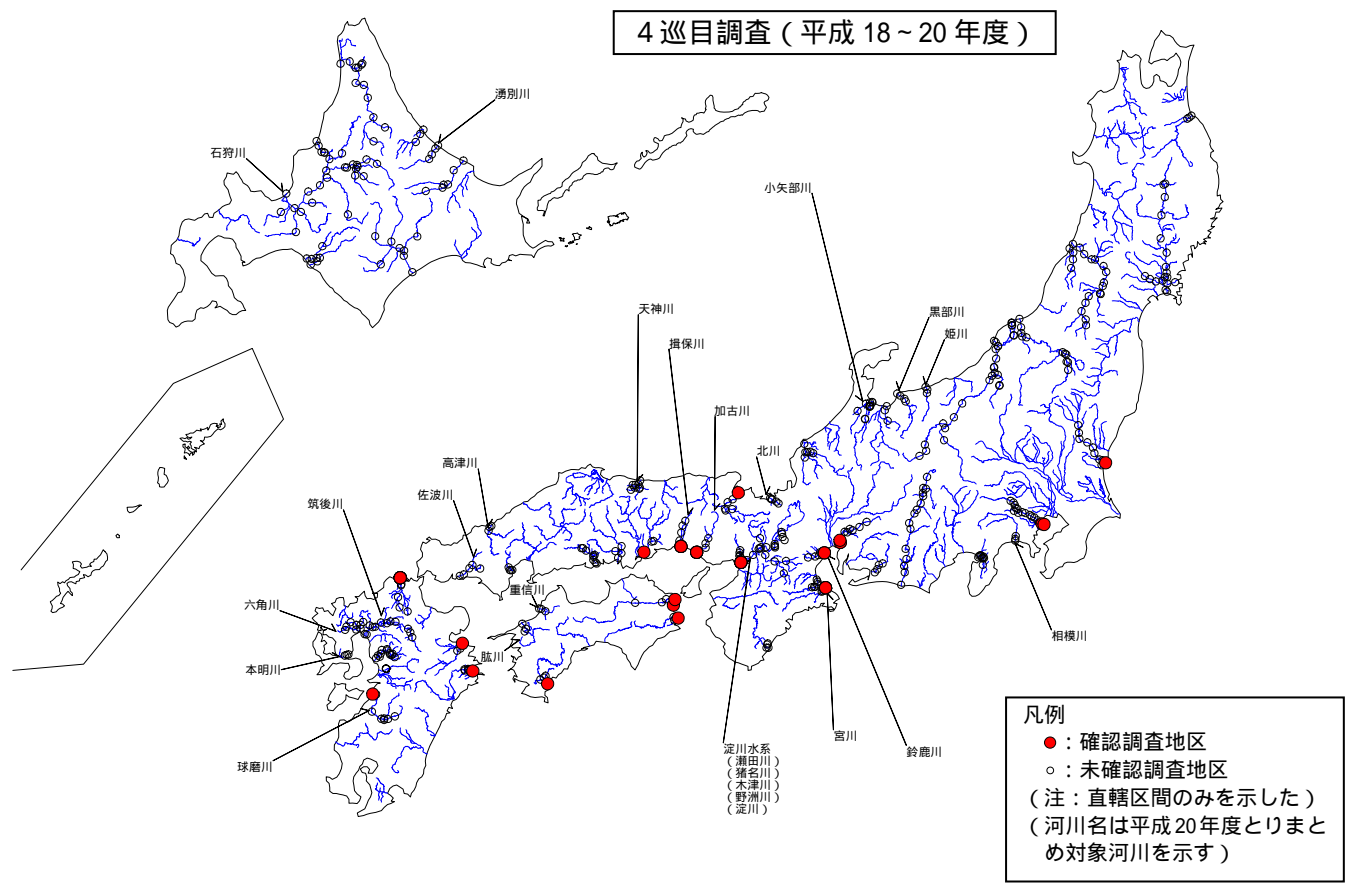 4巡目調査(平成 18~20 年度)
湧別川
石狩川
小矢部川
黒部川
姫川
天神川
揖保川
加古川
北川
高津川
佐波川
筑後川
六角川
本明川
球磨川
重信川
肱川
相模川
宮川
鈴鹿川
淀川水系
(瀬田川)
(猪名川)
(木津川)
(野洲川)
(淀川)
凡例
●:確認調査地区
○:未確認調査地区
(注:直轄区間のみを示した)
(河川名は平成20年度とりまと
め対象河川を示す)